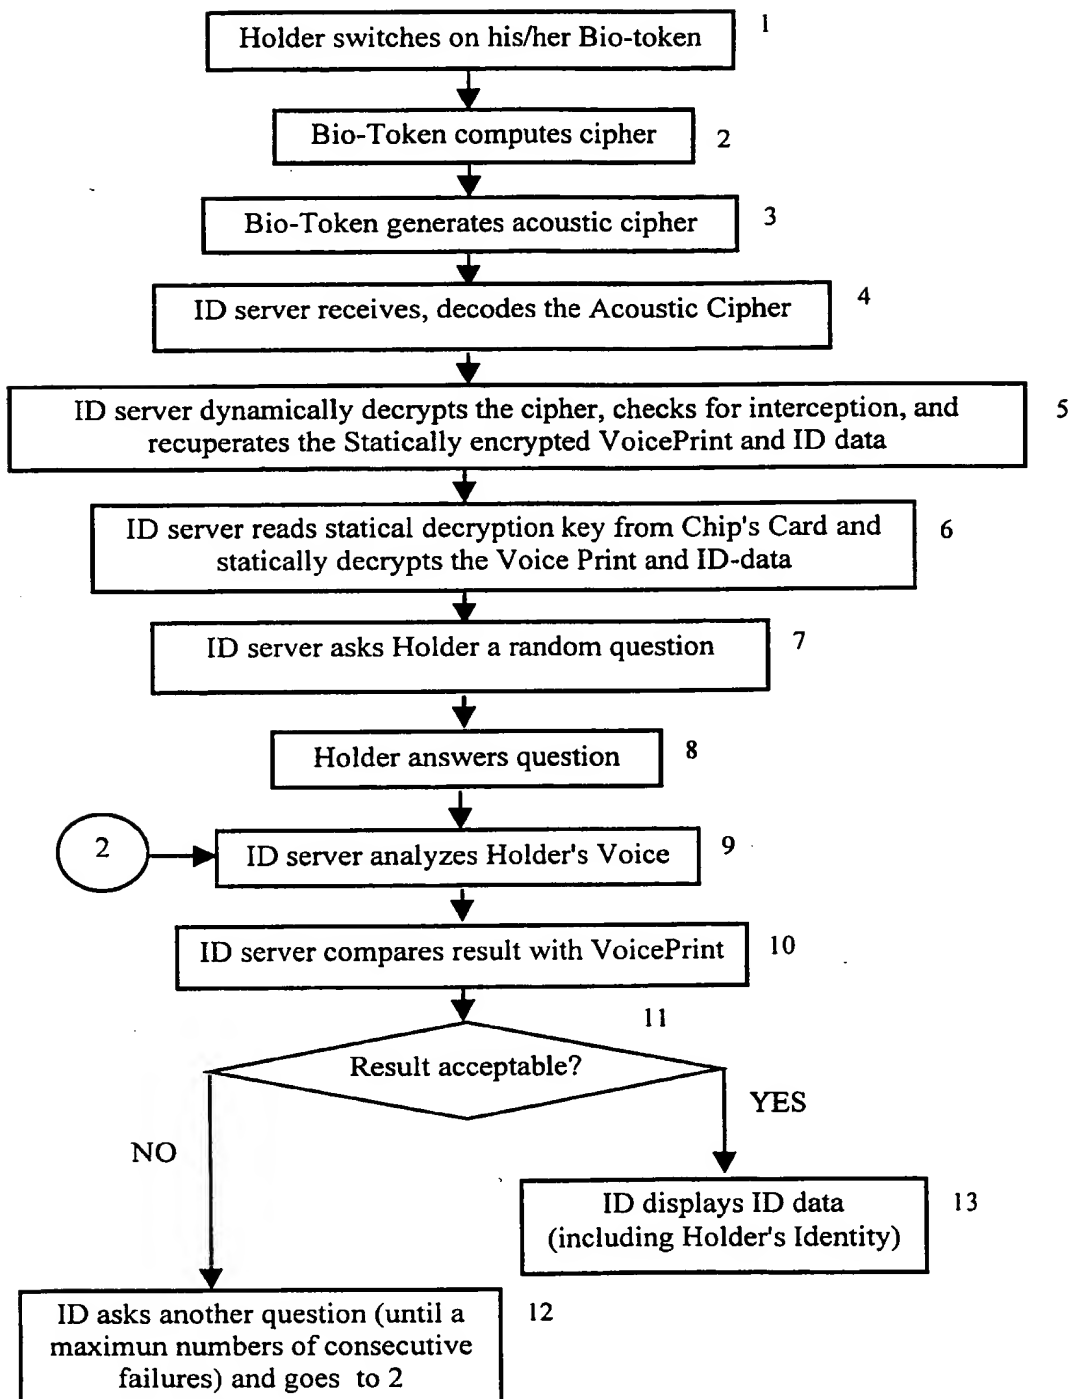 Holder switches on his/her Bio-token
1
Bio-Token computes cipher
2
Bio-Token generates acoustic cipher
3
ID server receives, decodes the Acoustic Cipher
4
ID server dynamically decrypts the cipher, checks for interception, and
recuperates the Statically encrypted VoicePrint and ID data
5
ID server reads statical decryption key from Chip's Card and
statically decrypts the Voice Print and ID-data
6
ID server asks Holder a random question
7
Holder answers question
8
2
ID server analyzes Holder's Voice
9
ID server compares result with VoicePrint
10
11
Result acceptable?
YES
NO
ID displays ID data
(including Holder's Identity)
13
ID asks another question (until a
maximun numbers of consecutive
failures) and goes to 2
12